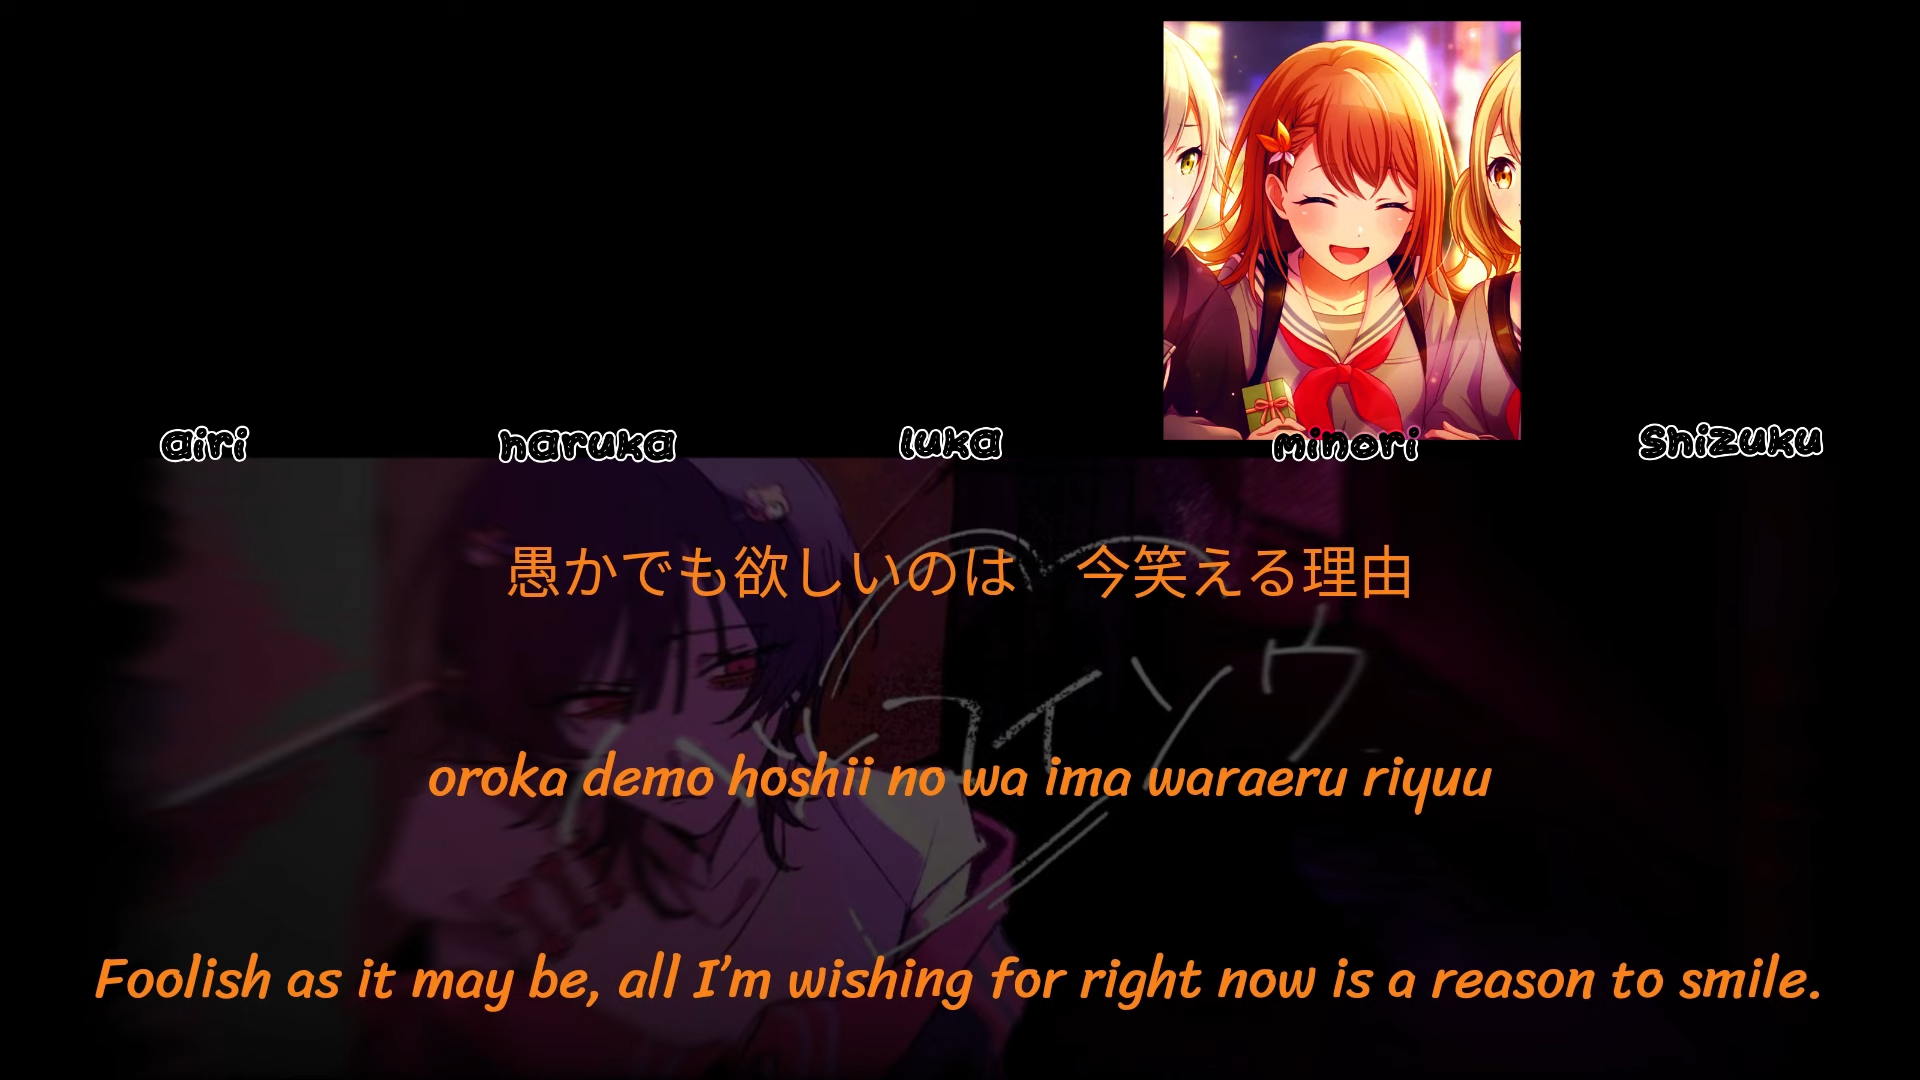 airi
haruka
luka
minori
Shizuku
愚かでも欲しいのは　今笑える理由
oroka demo hoshii no wa ima waraeru riyuu
Foolish as it may be, all I'm wishing for right now is a reason to smile.